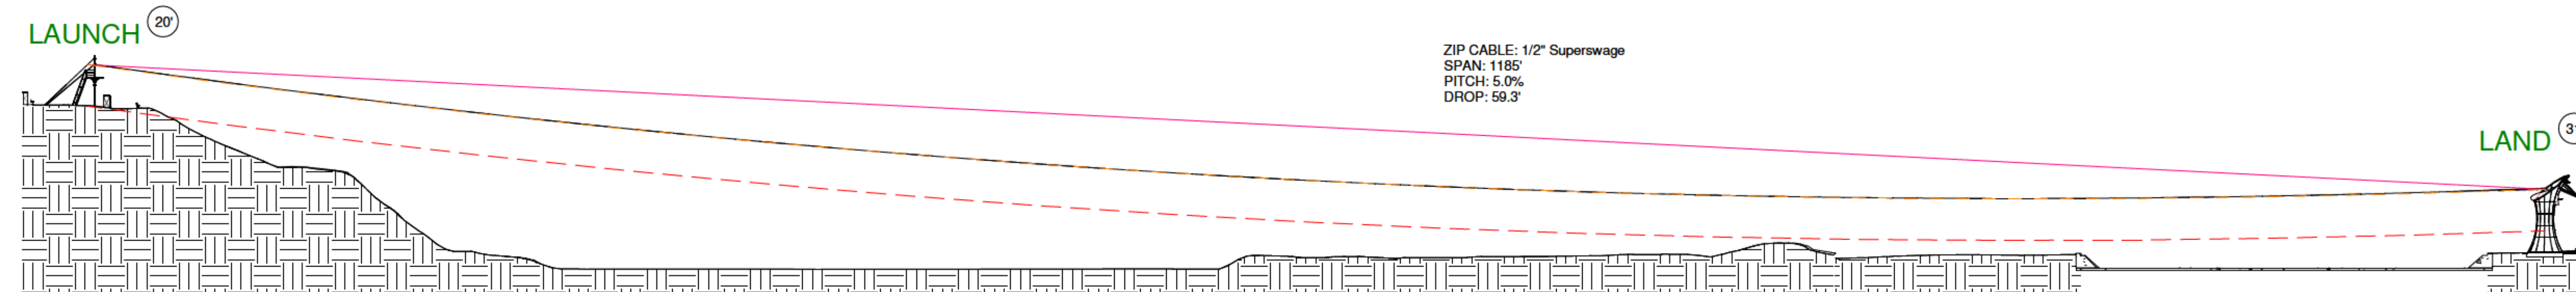 LAUNCH 20'
ZIP CABLE: 1/2" Superswage
SPAN: 1185'
PITCH: 5.0%
DROP: 59.3'
LAND